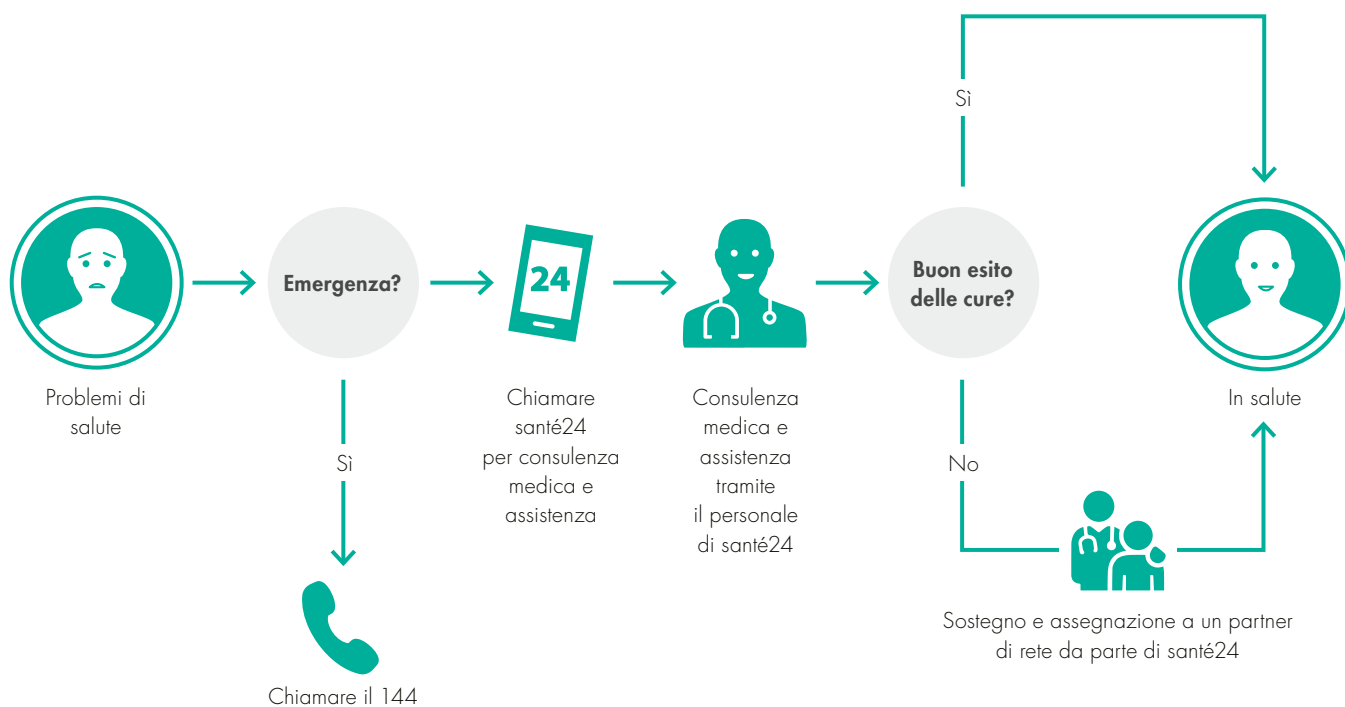 Problemi di
salute
Emergenza?
Sì
Chiamare il 144
24
Chiamare
santé24
per consulenza
medica e
assistenza
Consulenza
medica e
assistenza
tramite
il personale
di santé24
Buon esito
delle cure?
Sì
No
Sostegno e assegnazione a un partner
di rete da parte di santé24
In salute